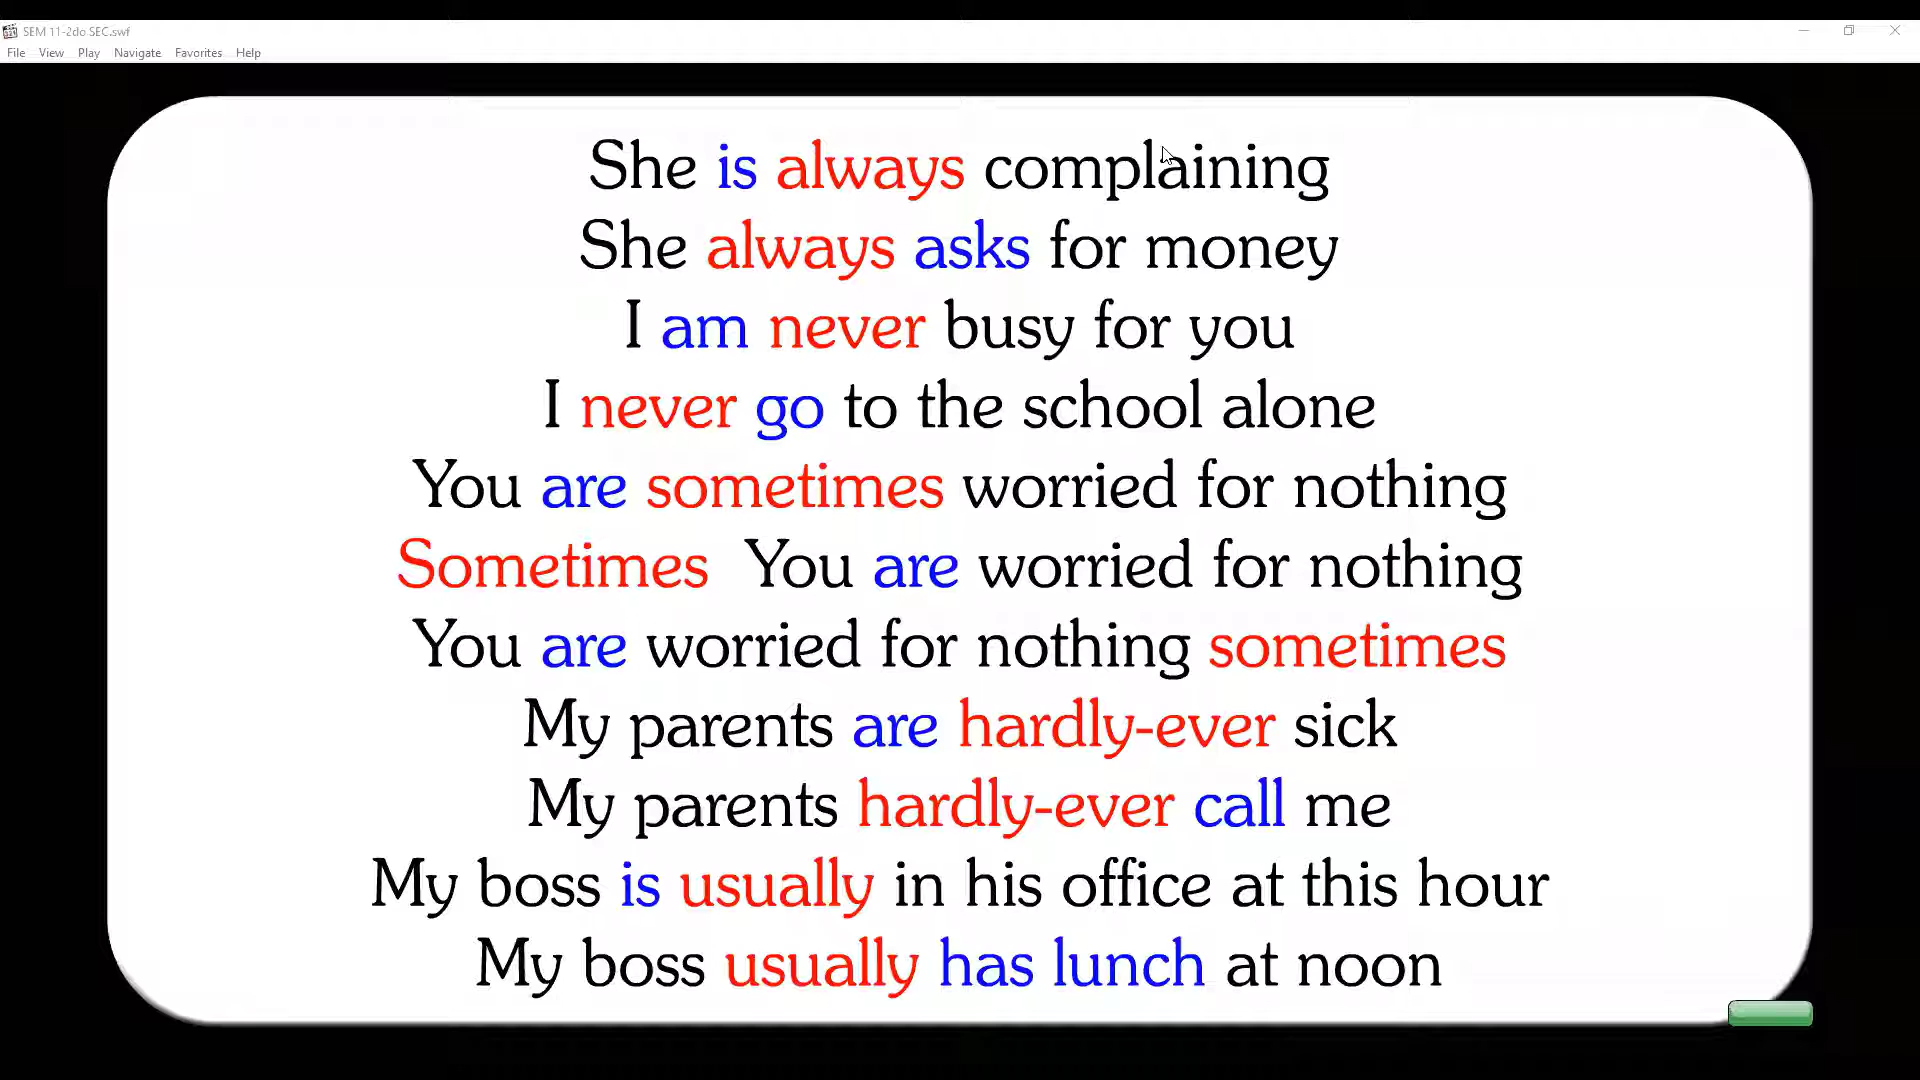 SEM 11-2do SEC.swf
File View Play Navigate Favorites Help
She is always complaining
She always asks for money
I am never busy for you
I never go to the school alone
You are sometimes worried for nothing
Sometimes You are worried for nothing
You are worried for nothing sometimes
My parents are hardly-ever sick
My parents hardly-ever call me
My boss is usually in his office at this hour
My boss usually has lunch at noon